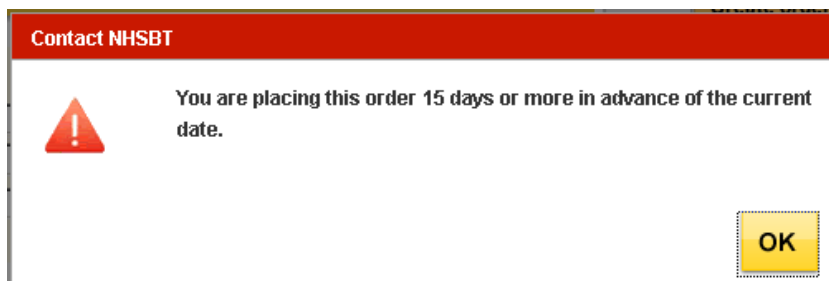 Contact NHSBT
You are placing this order 15 days or more in advance of the current
date.
OK